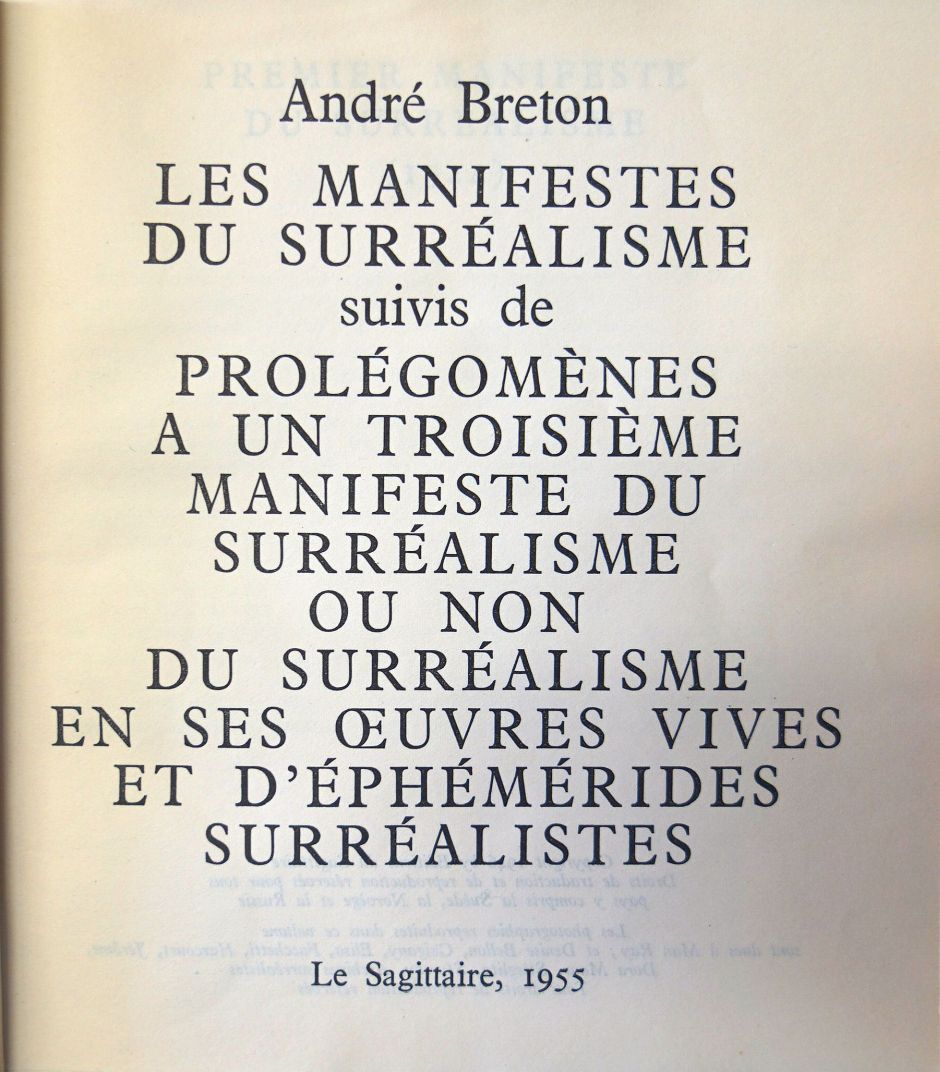 André Breton
LES MANIFESTES
DU SURRÉALISME
suivis de
PROLÉGOMÈNES
A UN TROISIÈME
MANIFESTE DU
SURRÉALISME
OU NON
DU SURRÉALISME
EN SES ŒUVRES VIVES
ET D’ÉPHÉMÉRIDES
SURRÉALISTES
Le Sagittaire, 1955